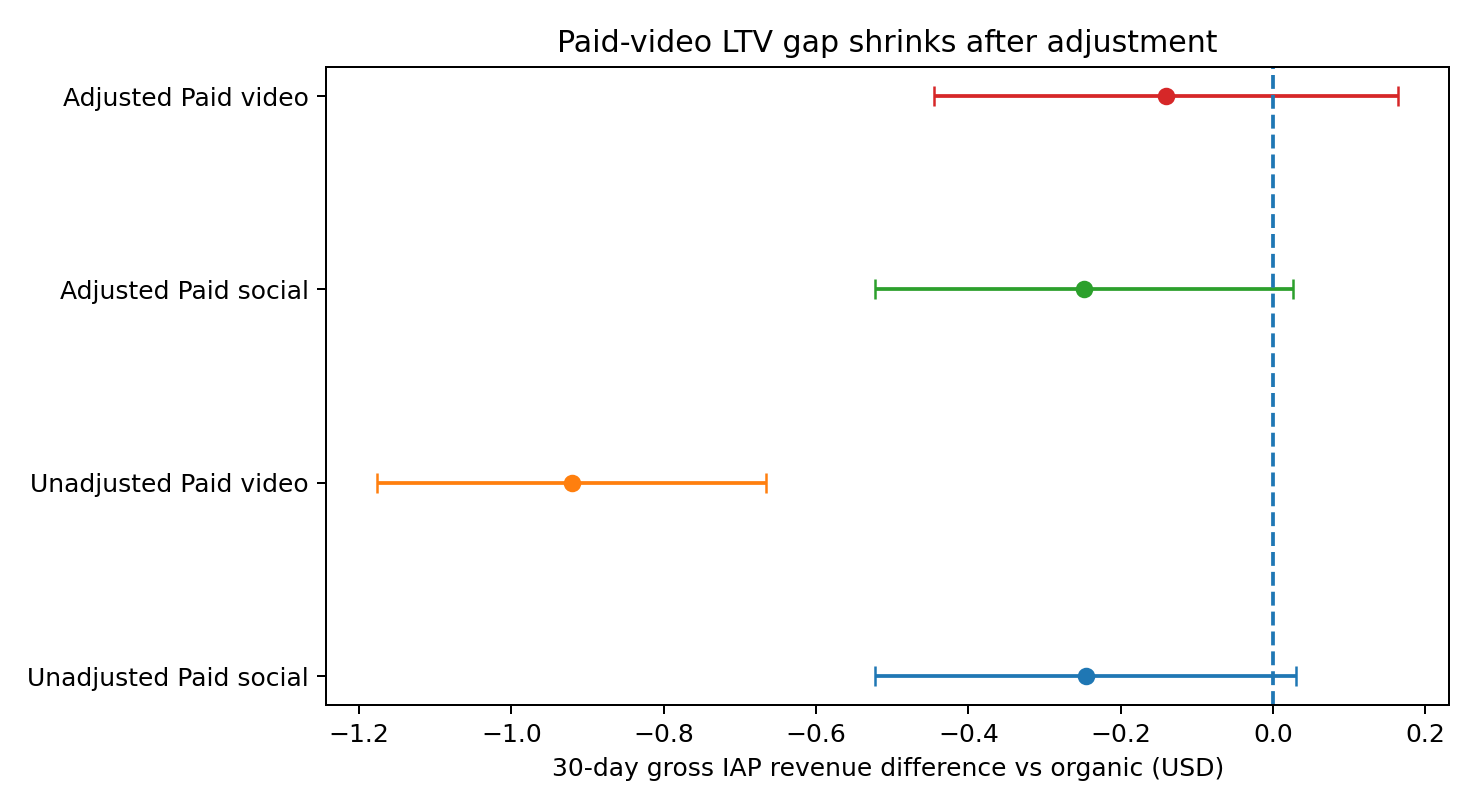 Paid-video LTV gap shrinks after adjustment
Adjusted Paid video
Adjusted Paid social
Unadjusted Paid video
Unadjusted Paid social
−1.2 −1.0 −0.8 −0.6 −0.4 −0.2 0.0 0.2
30-day gross IAP revenue difference vs organic (USD)